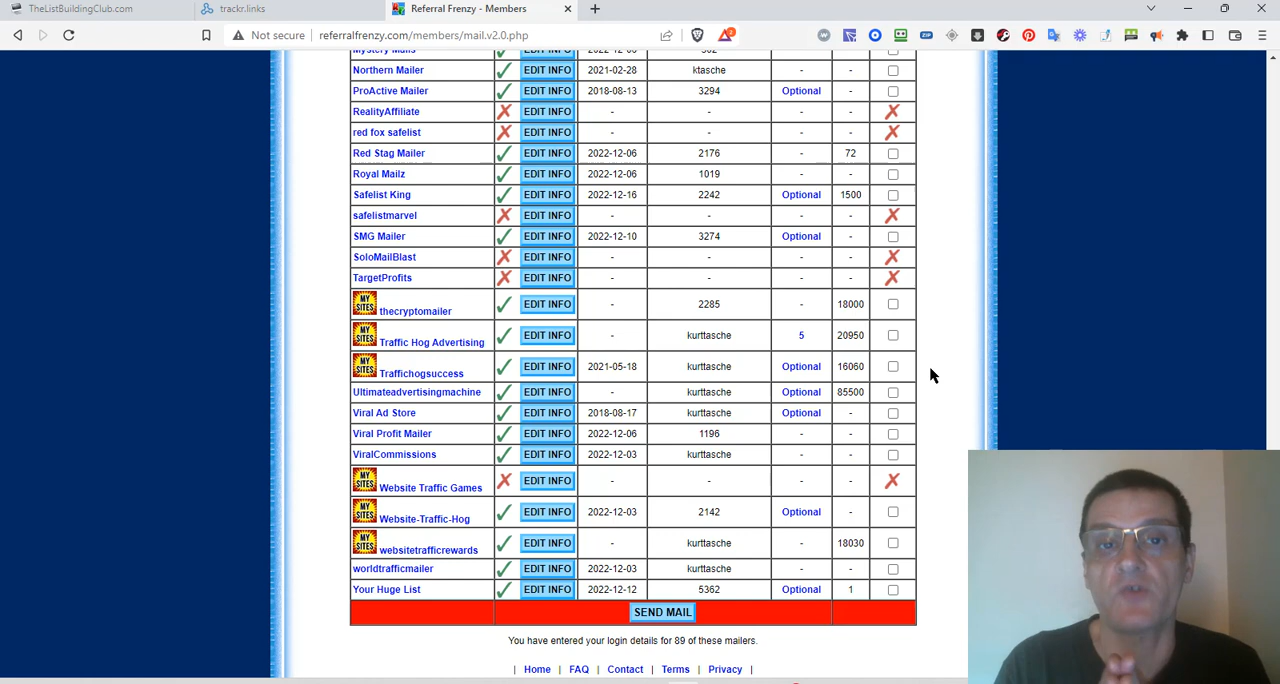 TheListBuildingClub.com trackr.links Referral Frenzy - Members
Not secure referralfrenzy.com/members/mail.v2.0.php
Mystery Mails EDIT INFO 2022-12-06
Northern Mailer EDIT INFO 2021-02-28 ktasche - -
ProActive Mailer EDIT INFO 2018-08-13 3294 Optional -
RealityAffiliate EDIT INFO - - - -
red fox safelist EDIT INFO - - - -
Red Stag Mailer EDIT INFO 2022-12-06 2176 - 72
Royal Mailz EDIT INFO 2022-12-06 1019 - -
Safelist King EDIT INFO 2022-12-16 2242 Optional 1500
safelistmarvel EDIT INFO - - - -
SMG Mailer EDIT INFO 2022-12-10 3274 Optional -
SoloMailBlast EDIT INFO - - - -
TargetProfits EDIT INFO - - - -
MY SITES thecryptomailer EDIT INFO - 2285 - 18000
MY SITES Traffic Hog Advertising EDIT INFO - kurttasche 5 20950
MY SITES Traffichogsuccess EDIT INFO 2021-05-18 kurttasche Optional 16060
Ultimateadvertisingmachine EDIT INFO - kurttasche Optional 85500
Viral Ad Store EDIT INFO 2018-08-17 kurttasche Optional -
Viral Profit Mailer EDIT INFO 2022-12-06 1196 - -
ViralCommissions EDIT INFO 2022-12-03 kurttasche - -
MY SITES Website Traffic Games EDIT INFO - - - -
MY SITES Website-Traffic-Hog EDIT INFO 2022-12-03 2142 Optional -
MY SITES websitetrafficrewards EDIT INFO - kurttasche - 18030
worldtrafficmailer EDIT INFO 2022-12-03 kurttasche - -
Your Huge List EDIT INFO 2022-12-12 5362 Optional 1
SEND MAIL
You have entered your login details for 89 of these mailers.
| Home | FAQ | Contact | Terms | Privacy |